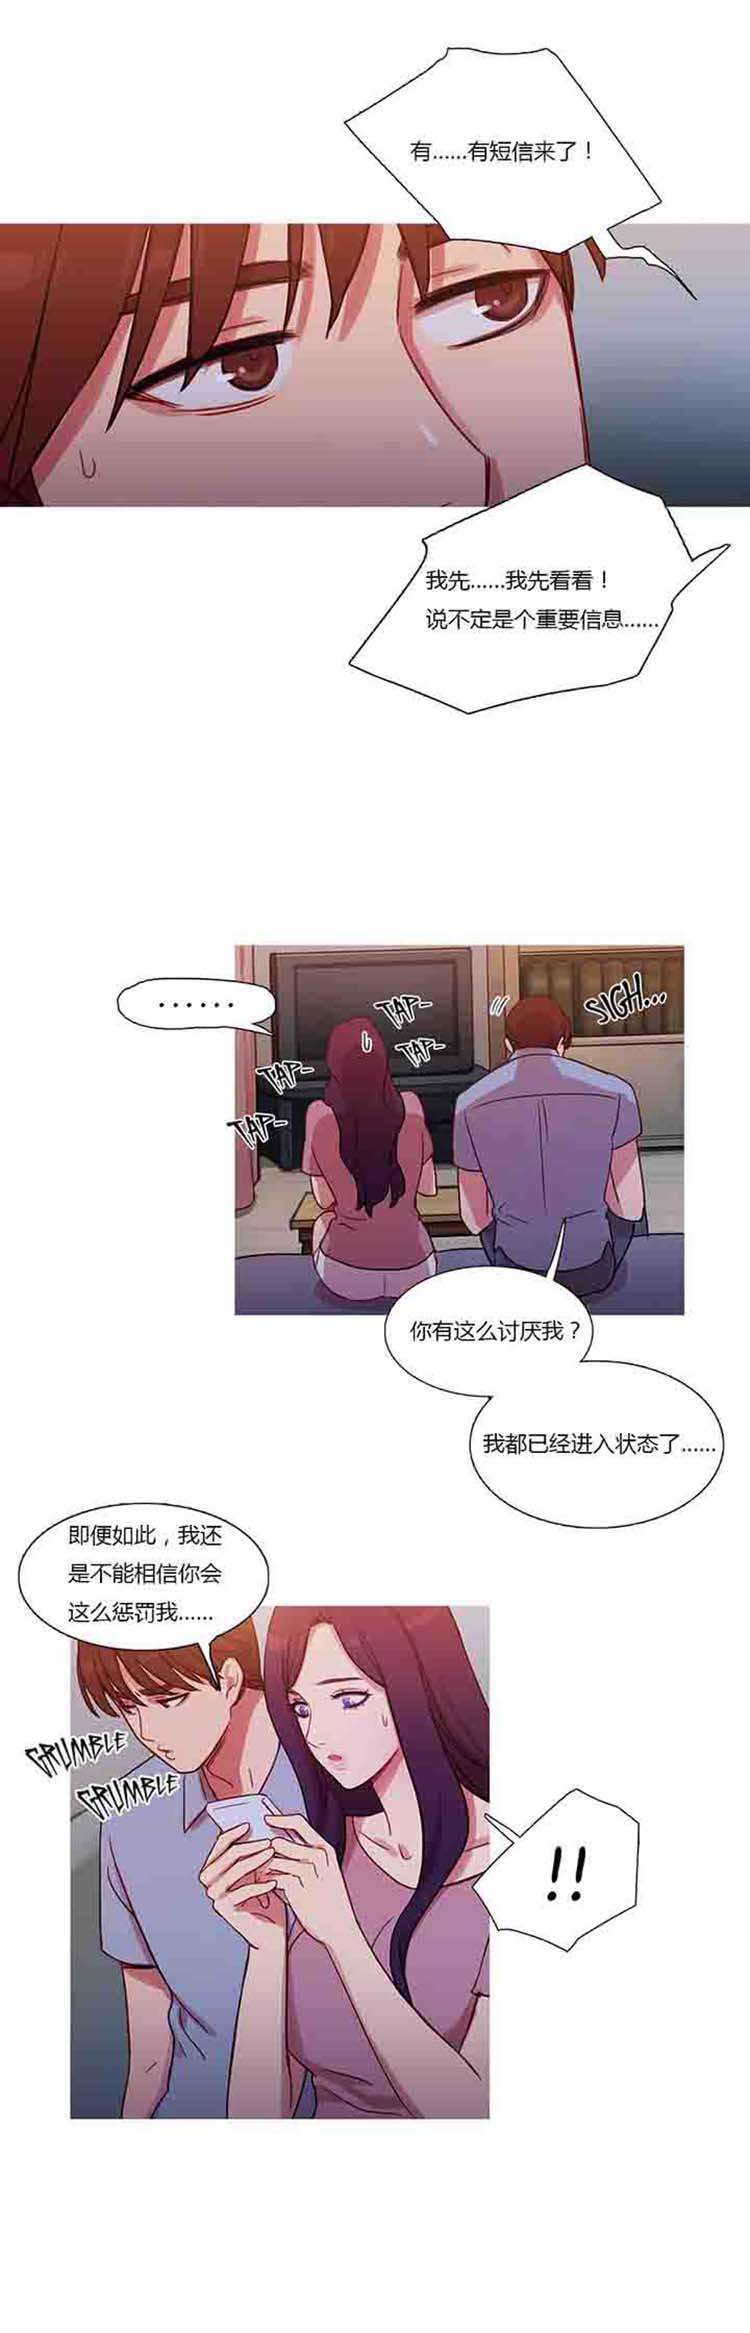 有......有短信来了！
我先......我先看看！
说不定是个重要信息......
......
TAP-
TAP-
TAP-
TAP-
SIGH...
你有这么讨厌我？
我都已经进入状态了......
即便如此，我还
是不能相信你会
这么惩罚我......
GRUMBLE
GRUMBLE
!!